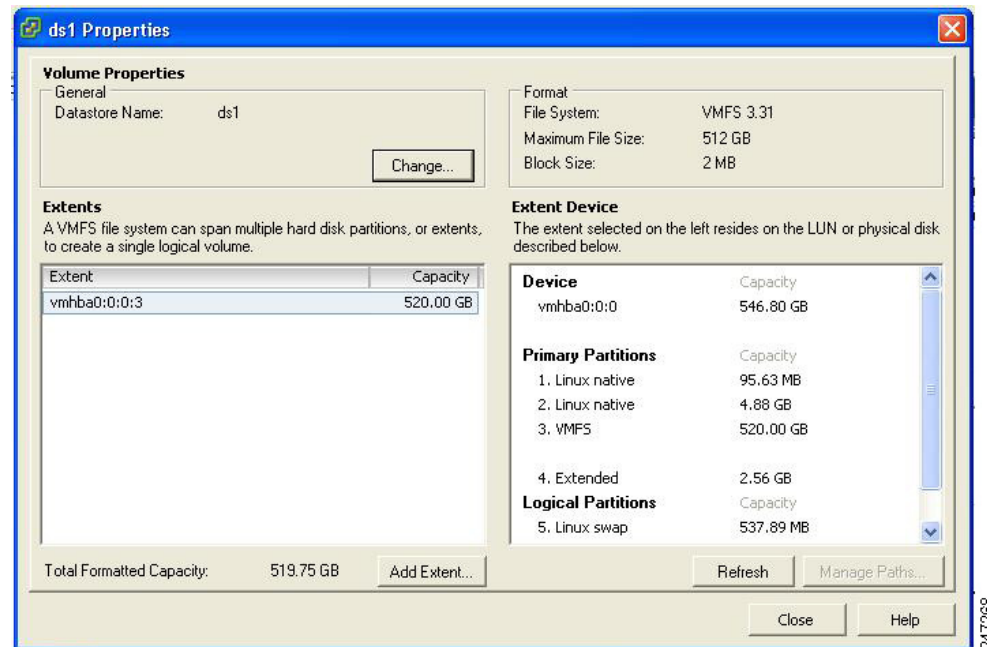 ds1 Properties
Volume Properties
General
Datastore Name: ds1
Change...
Format
File System: VMFS 3.31
Maximum File Size: 512 GB
Block Size: 2 MB
Extents
A VMFS file system can span multiple hard disk partitions, or extents,
to create a single logical volume.
Extent Capacity
vmhba0:0:0:3 520.00 GB
Total Formatted Capacity: 519.75 GB
Add Extent...
Extent Device
The extent selected on the left resides on the LUN or physical disk
described below.
Device Capacity
vmhba0:0:0 546.80 GB
Primary Partitions Capacity
1. Linux native 95.63 MB
2. Linux native 4.88 GB
3. VMFS 520.00 GB
4. Extended 2.56 GB
Logical Partitions Capacity
5. Linux swap 537.89 MB
Refresh
Manage Paths...
Close
Help